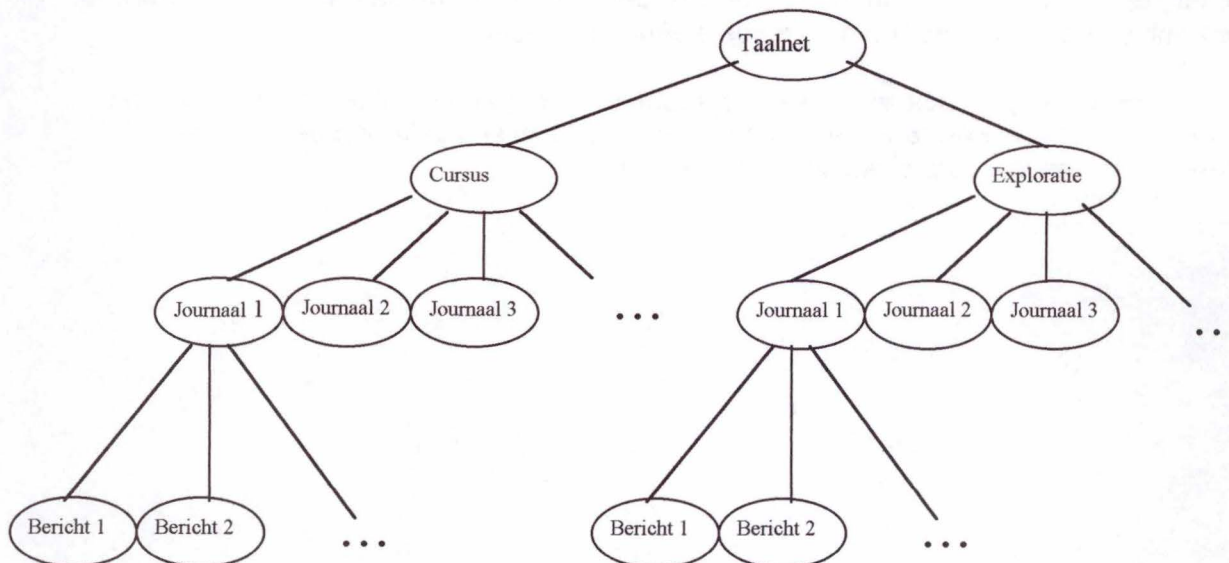 Taalnet
Cursus
Exploratie
Journaal 1
Journaal 2
Journaal 3
...
Journaal 1
Journaal 2
Journaal 3
..
Bericht 1
Bericht 2
...
Bericht 1
Bericht 2
...